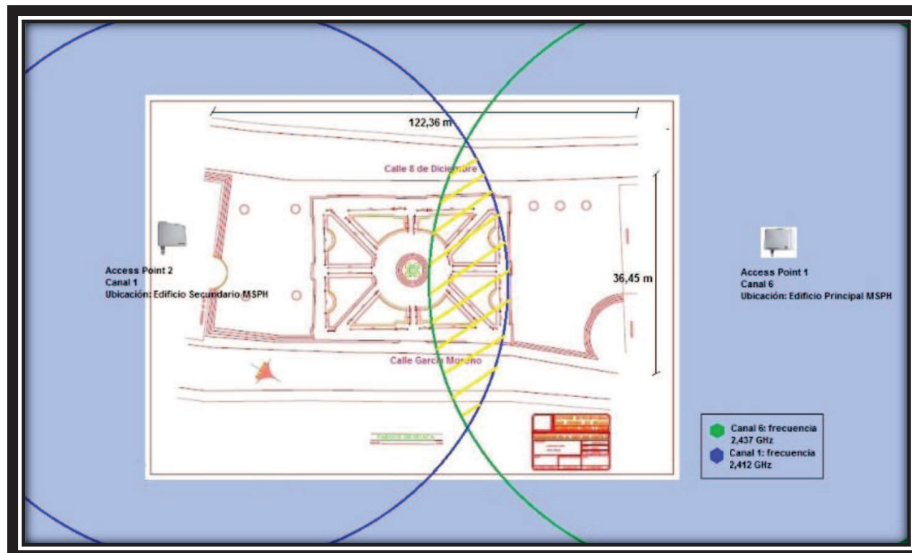 122,36 m
Calle 8 de Diciembre
Access Point 2
Canal 1
Ubicación: Edificio Secundario MSPH
Access Point 1
Canal 6
Ubicación: Edificio Principal MSPH
36,45 m
Calle García Moreno
Canal 6: frecuencia
2,437 GHz
Canal 1: frecuencia
2,412 GHz